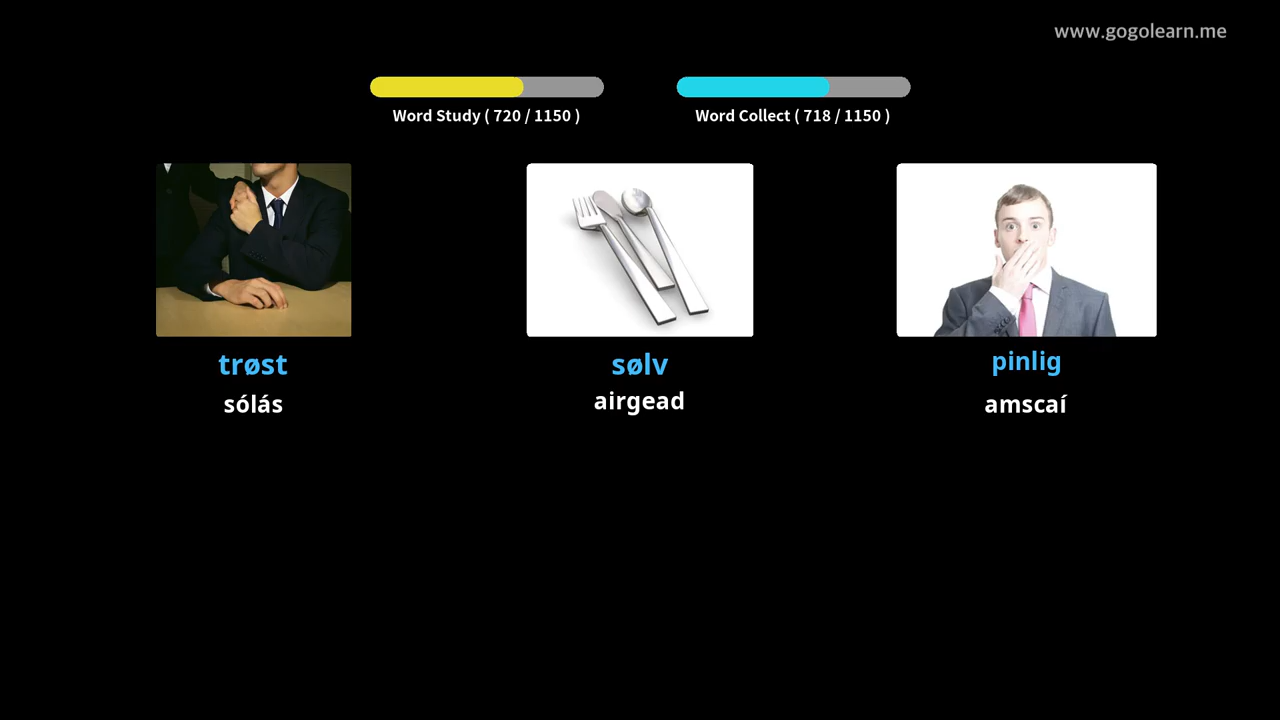 www.gogolearn.me
Word Study ( 720 / 1150 )
Word Collect ( 718 / 1150 )
trøst
sólás
sølv
airgead
pinlig
amscaí